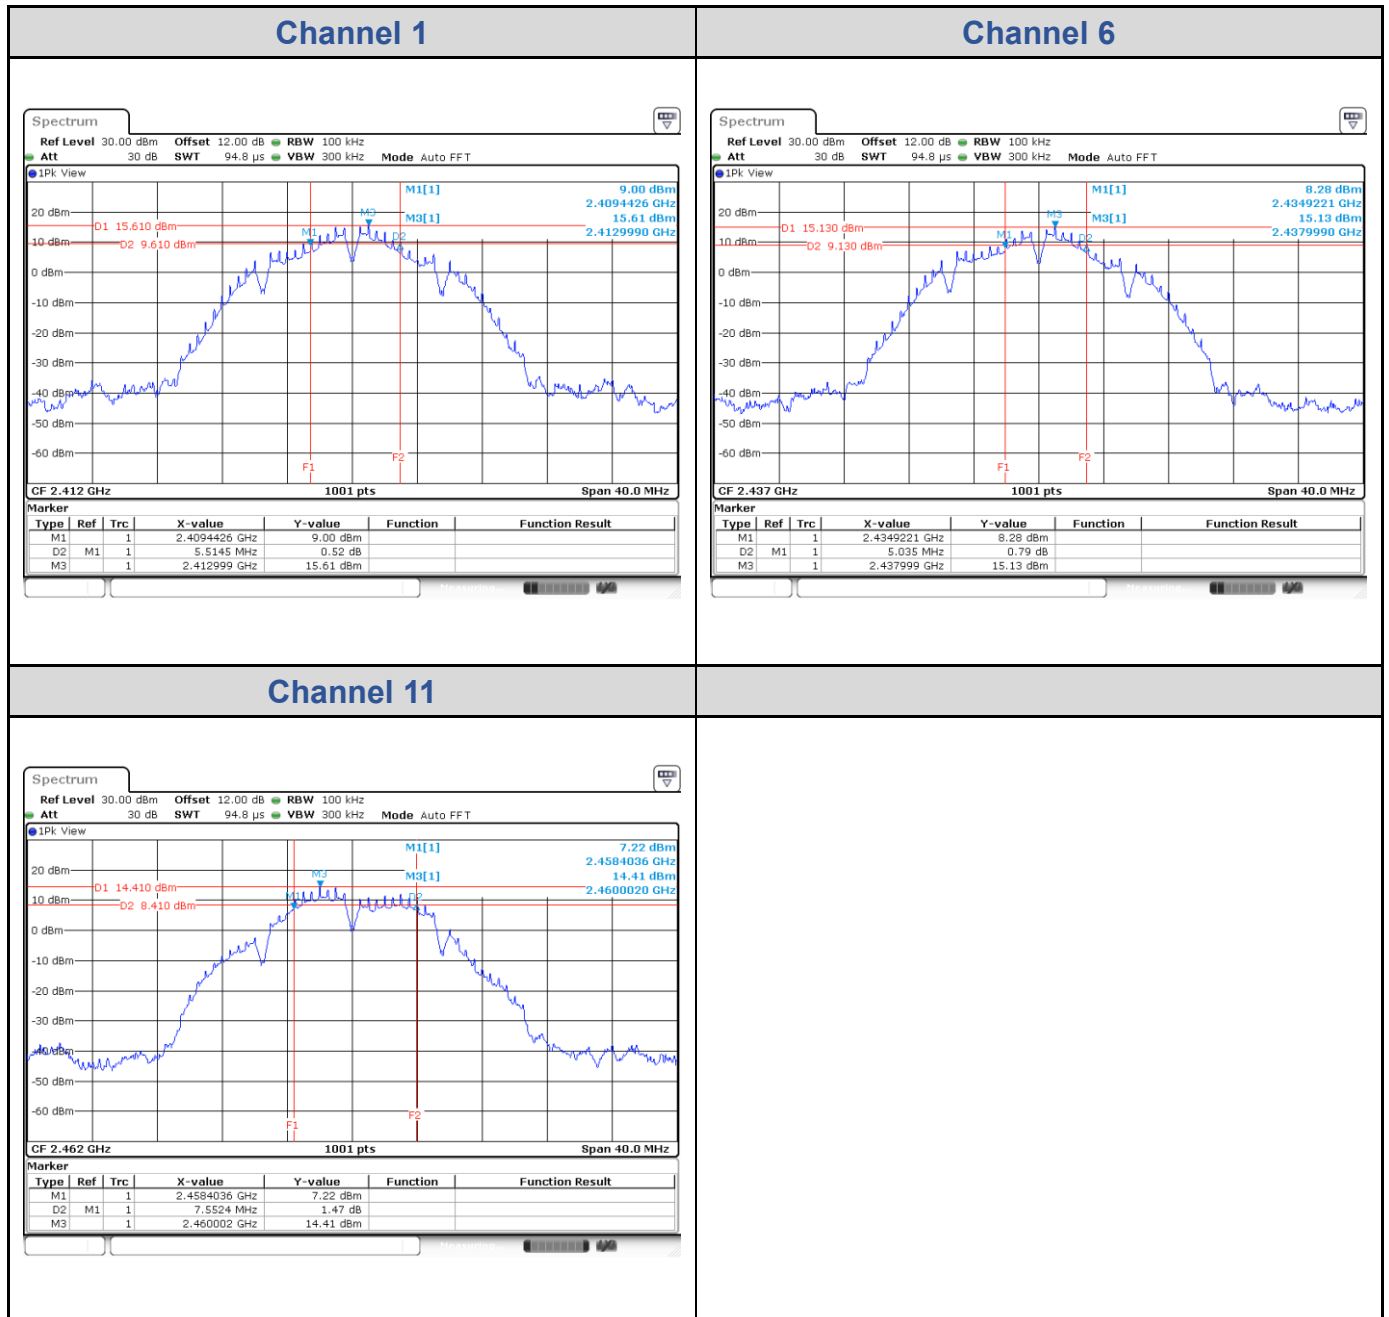 Channel 1
Channel 6
Spectrum
Ref Level 30.00 dBm Offset 12.00 dB RBW 100 kHz
Att 30 dB SWT 94.8 µs VBW 300 kHz Mode Auto FFT
1Pk View
M1[1] 9.00 dBm
2.4094426 GHz
M3[1] 15.61 dBm
2.4129990 GHz
20 dBm
D1 15.610 dBm
M3
M1
D2
10 dBm
D2 9.610 dBm
0 dBm
-10 dBm
-20 dBm
-30 dBm
-40 dBm
-50 dBm
-60 dBm
F1
F2
CF 2.412 GHz 1001 pts Span 40.0 MHz
Marker
Type Ref Trc X-value Y-value Function Function Result
M1 1 2.4094426 GHz 9.00 dBm
D2 M1 1 5.5145 MHz 0.52 dB
M3 1 2.412999 GHz 15.61 dBm
Spectrum
Ref Level 30.00 dBm Offset 12.00 dB RBW 100 kHz
Att 30 dB SWT 94.8 µs VBW 300 kHz Mode Auto FFT
1Pk View
M1[1] 8.28 dBm
2.4349221 GHz
M3[1] 15.13 dBm
2.4379990 GHz
20 dBm
D1 15.130 dBm
M3
M1
D2
10 dBm
D2 9.130 dBm
0 dBm
-10 dBm
-20 dBm
-30 dBm
-40 dBm
-50 dBm
-60 dBm
F1
F2
CF 2.437 GHz 1001 pts Span 40.0 MHz
Marker
Type Ref Trc X-value Y-value Function Function Result
M1 1 2.4349221 GHz 8.28 dBm
D2 M1 1 5.035 MHz 0.79 dB
M3 1 2.437999 GHz 15.13 dBm
Channel 11
Spectrum
Ref Level 30.00 dBm Offset 12.00 dB RBW 100 kHz
Att 30 dB SWT 94.8 µs VBW 300 kHz Mode Auto FFT
1Pk View
M1[1] 7.22 dBm
2.4584036 GHz
M3[1] 14.41 dBm
2.4600020 GHz
20 dBm
M3
D1 14.410 dBm
M1
D2
10 dBm
D2 8.410 dBm
0 dBm
-10 dBm
-20 dBm
-30 dBm
-40 dBm
-50 dBm
-60 dBm
F1
F2
CF 2.462 GHz 1001 pts Span 40.0 MHz
Marker
Type Ref Trc X-value Y-value Function Function Result
M1 1 2.4584036 GHz 7.22 dBm
D2 M1 1 7.5524 MHz 1.47 dB
M3 1 2.460002 GHz 14.41 dBm